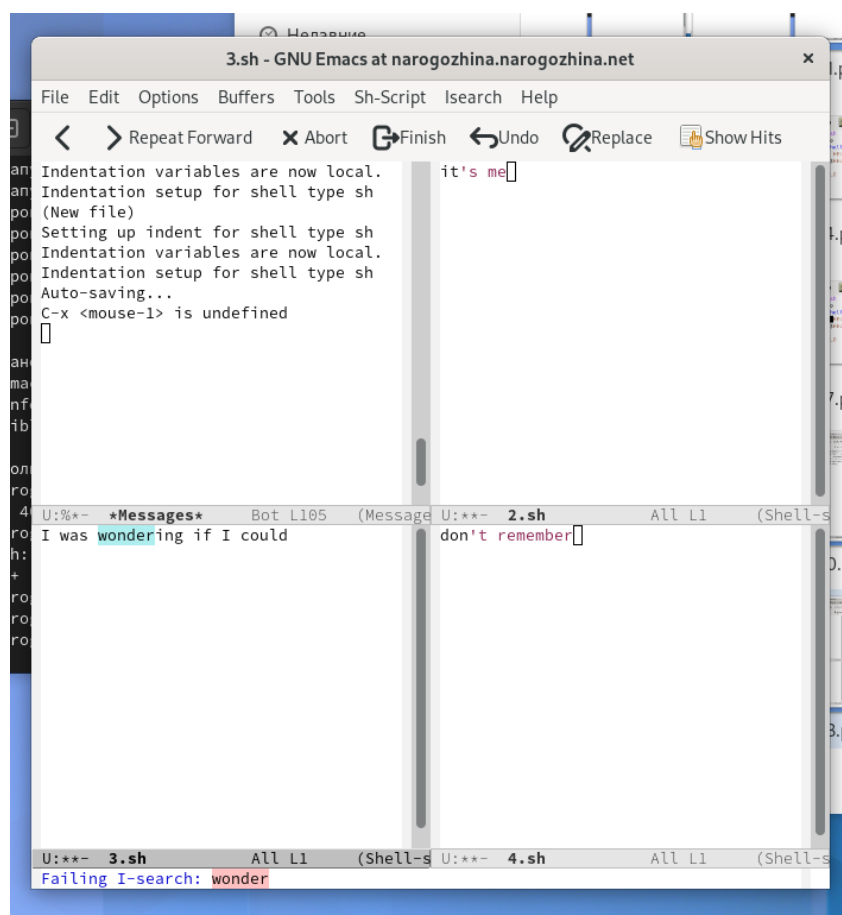 Недавние
3.sh - GNU Emacs at narogozhina.narogozhina.net
File Edit Options Buffers Tools Sh-Script Isearch Help
Repeat Forward Abort Finish Undo Replace Show Hits
Indentation variables are now local.
Indentation setup for shell type sh
(New file)
Setting up indent for shell type sh
Indentation variables are now local.
Indentation setup for shell type sh
Auto-saving...
C-x <mouse-1> is undefined
U:%*- *Messages* Bot L105 (Message
it's me
U:**- 2.sh All L1 (Shell-s
I was wondering if I could
U:**- 3.sh All L1 (Shell-s
don't remember
U:**- 4.sh All L1 (Shell-s
Failing I-search: wonder